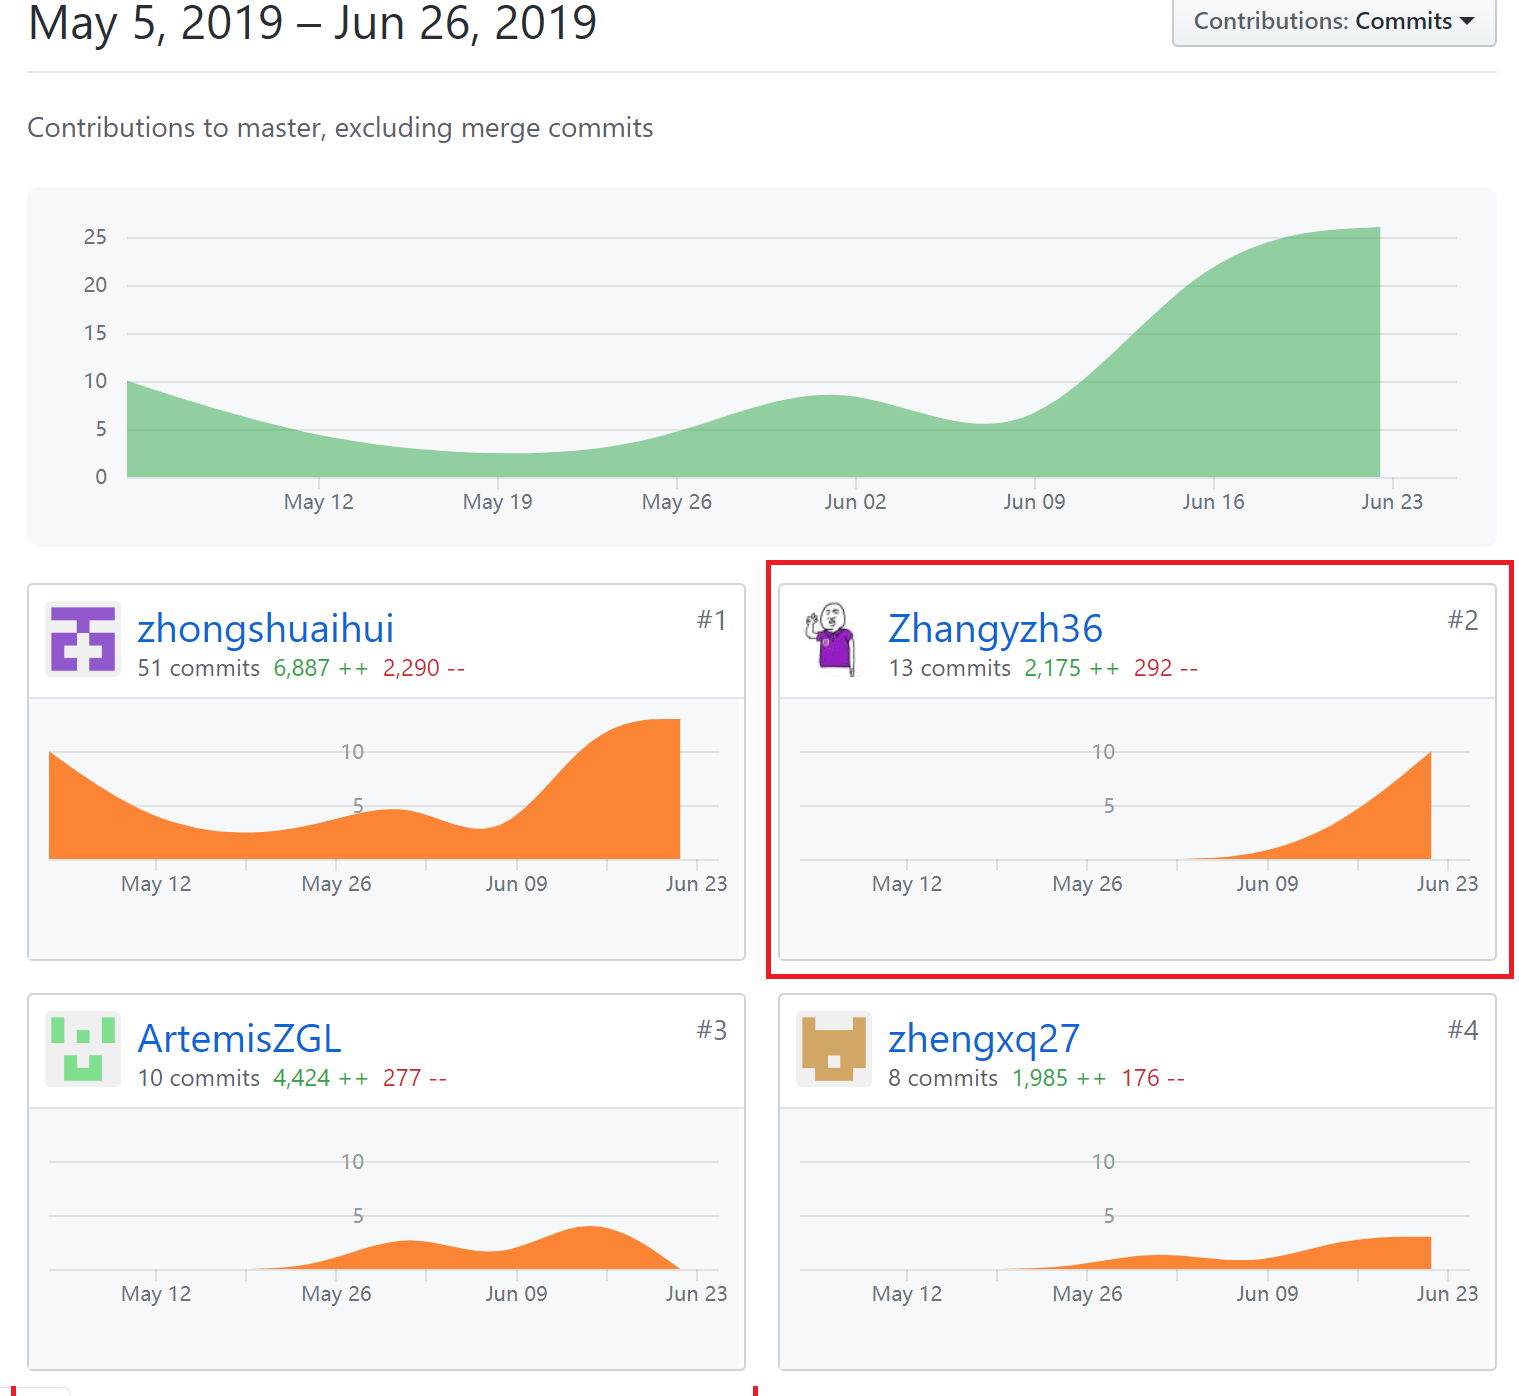 May 5, 2019 – Jun 26, 2019
Contributions: Commits
Contributions to master, excluding merge commits
25
20
15
10
5
0
May 12 May 19 May 26 Jun 02 Jun 09 Jun 16 Jun 23
zhongshuaihui #1
51 commits 6,887 ++ 2,290 --
10
5
May 12 May 26 Jun 09 Jun 23
Zhangyzh36 #2
13 commits 2,175 ++ 292 --
10
5
May 12 May 26 Jun 09 Jun 23
ArtemisZGL #3
10 commits 4,424 ++ 277 --
10
5
May 12 May 26 Jun 09 Jun 23
zhengxq27 #4
8 commits 1,985 ++ 176 --
10
5
May 12 May 26 Jun 09 Jun 23